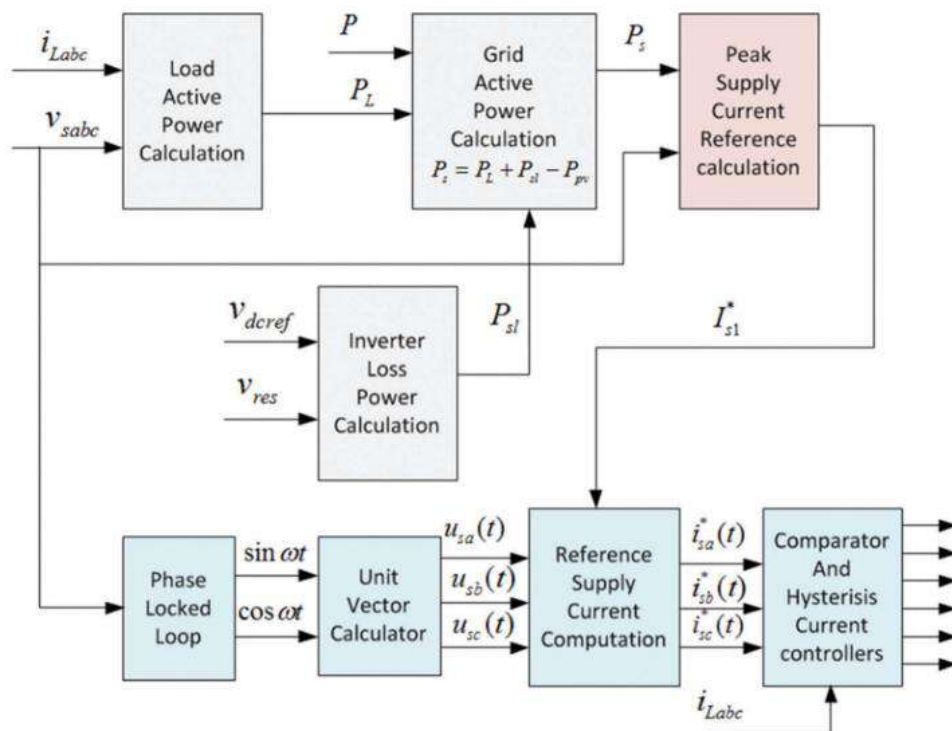 i_Labc
v_sabc
Load
Active
Power
Calculation
P
P_L
Grid
Active
Power
Calculation
P_s = P_L + P_sl − P_pv
P_s
Peak
Supply
Current
Reference
calculation
v_dcref
v_res
Inverter
Loss
Power
Calculation
P_sl
I*_s1
Phase
Locked
Loop
sin ωt
cos ωt
Unit
Vector
Calculator
u_sa(t)
u_sb(t)
u_sc(t)
Reference
Supply
Current
Computation
i*_sa(t)
i*_sb(t)
i*_sc(t)
Comparator
And
Hysterisis
Current
controllers
i_Labc